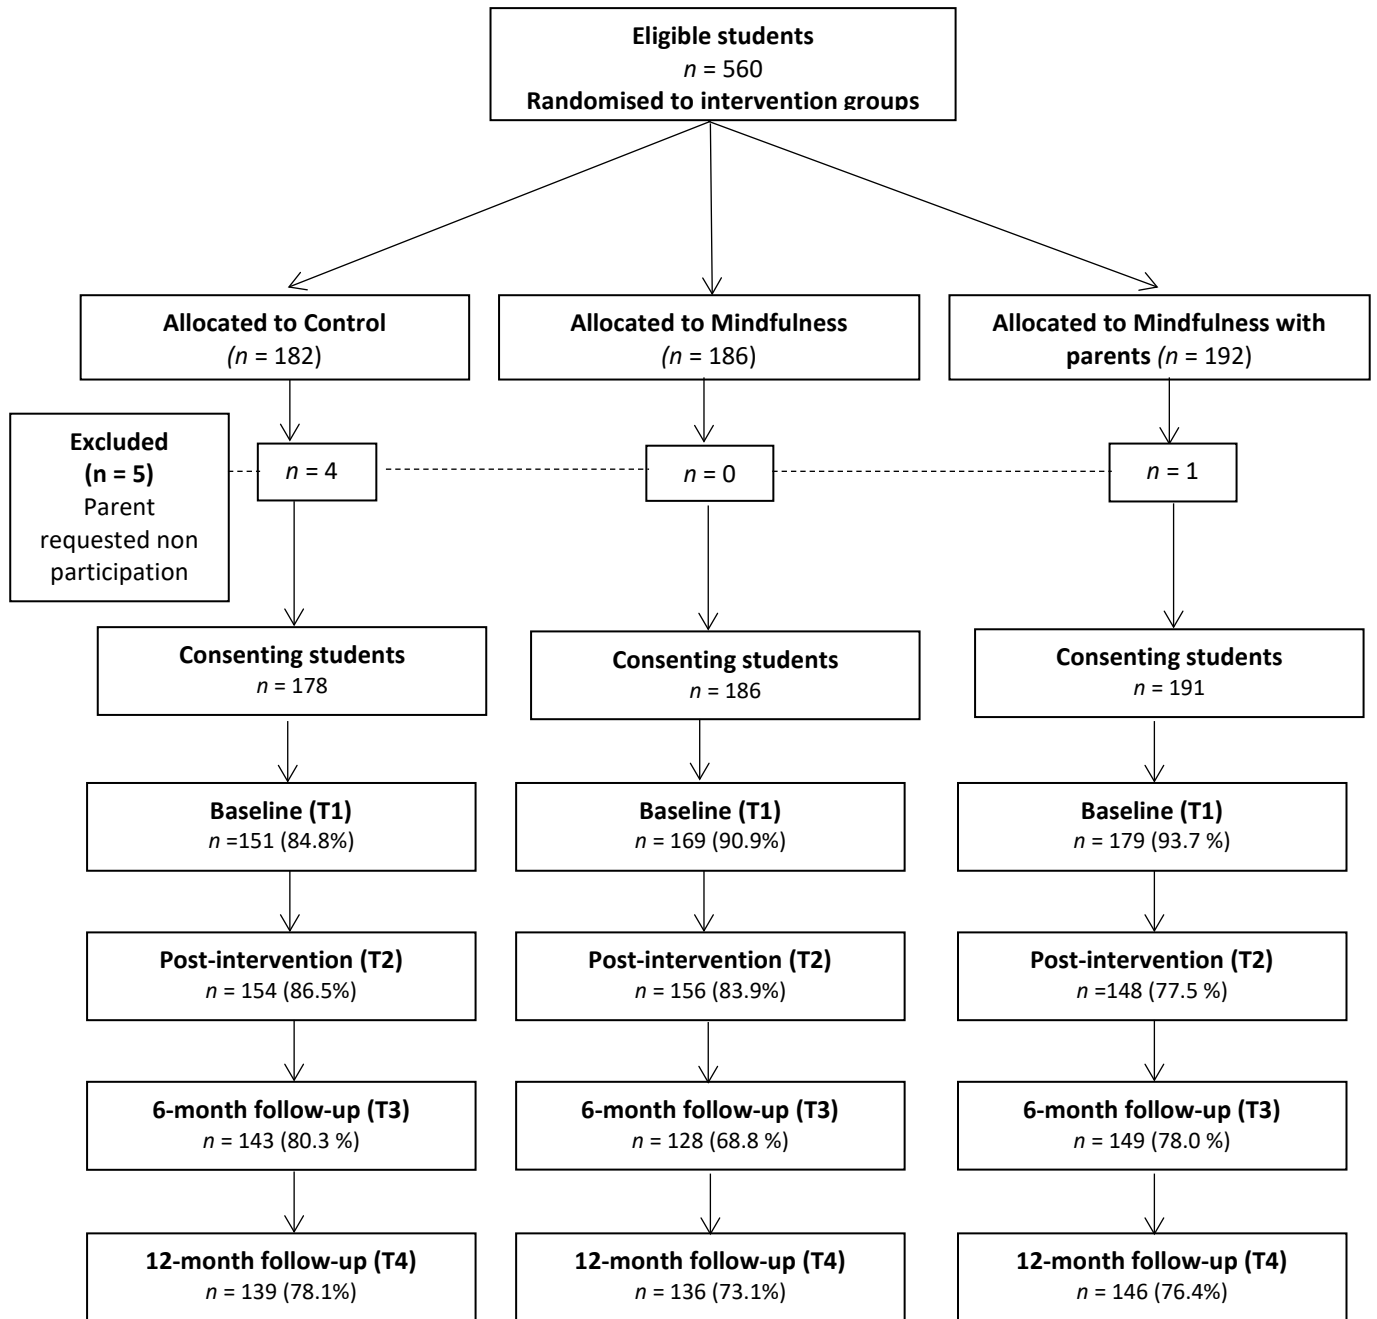 Eligible students
n = 560
Randomised to intervention groups
Allocated to Control
(n = 182)
Allocated to Mindfulness
(n = 186)
Allocated to Mindfulness with
parents (n = 192)
Excluded
(n = 5)
Parent
requested non
participation
n = 4
n = 0
n = 1
Consenting students
n = 178
Consenting students
n = 186
Consenting students
n = 191
Baseline (T1)
n =151 (84.8%)
Baseline (T1)
n = 169 (90.9%)
Baseline (T1)
n = 179 (93.7 %)
Post-intervention (T2)
n = 154 (86.5%)
Post-intervention (T2)
n = 156 (83.9%)
Post-intervention (T2)
n =148 (77.5 %)
6-month follow-up (T3)
n = 143 (80.3 %)
6-month follow-up (T3)
n = 128 (68.8 %)
6-month follow-up (T3)
n = 149 (78.0 %)
12-month follow-up (T4)
n = 139 (78.1%)
12-month follow-up (T4)
n = 136 (73.1%)
12-month follow-up (T4)
n = 146 (76.4%)